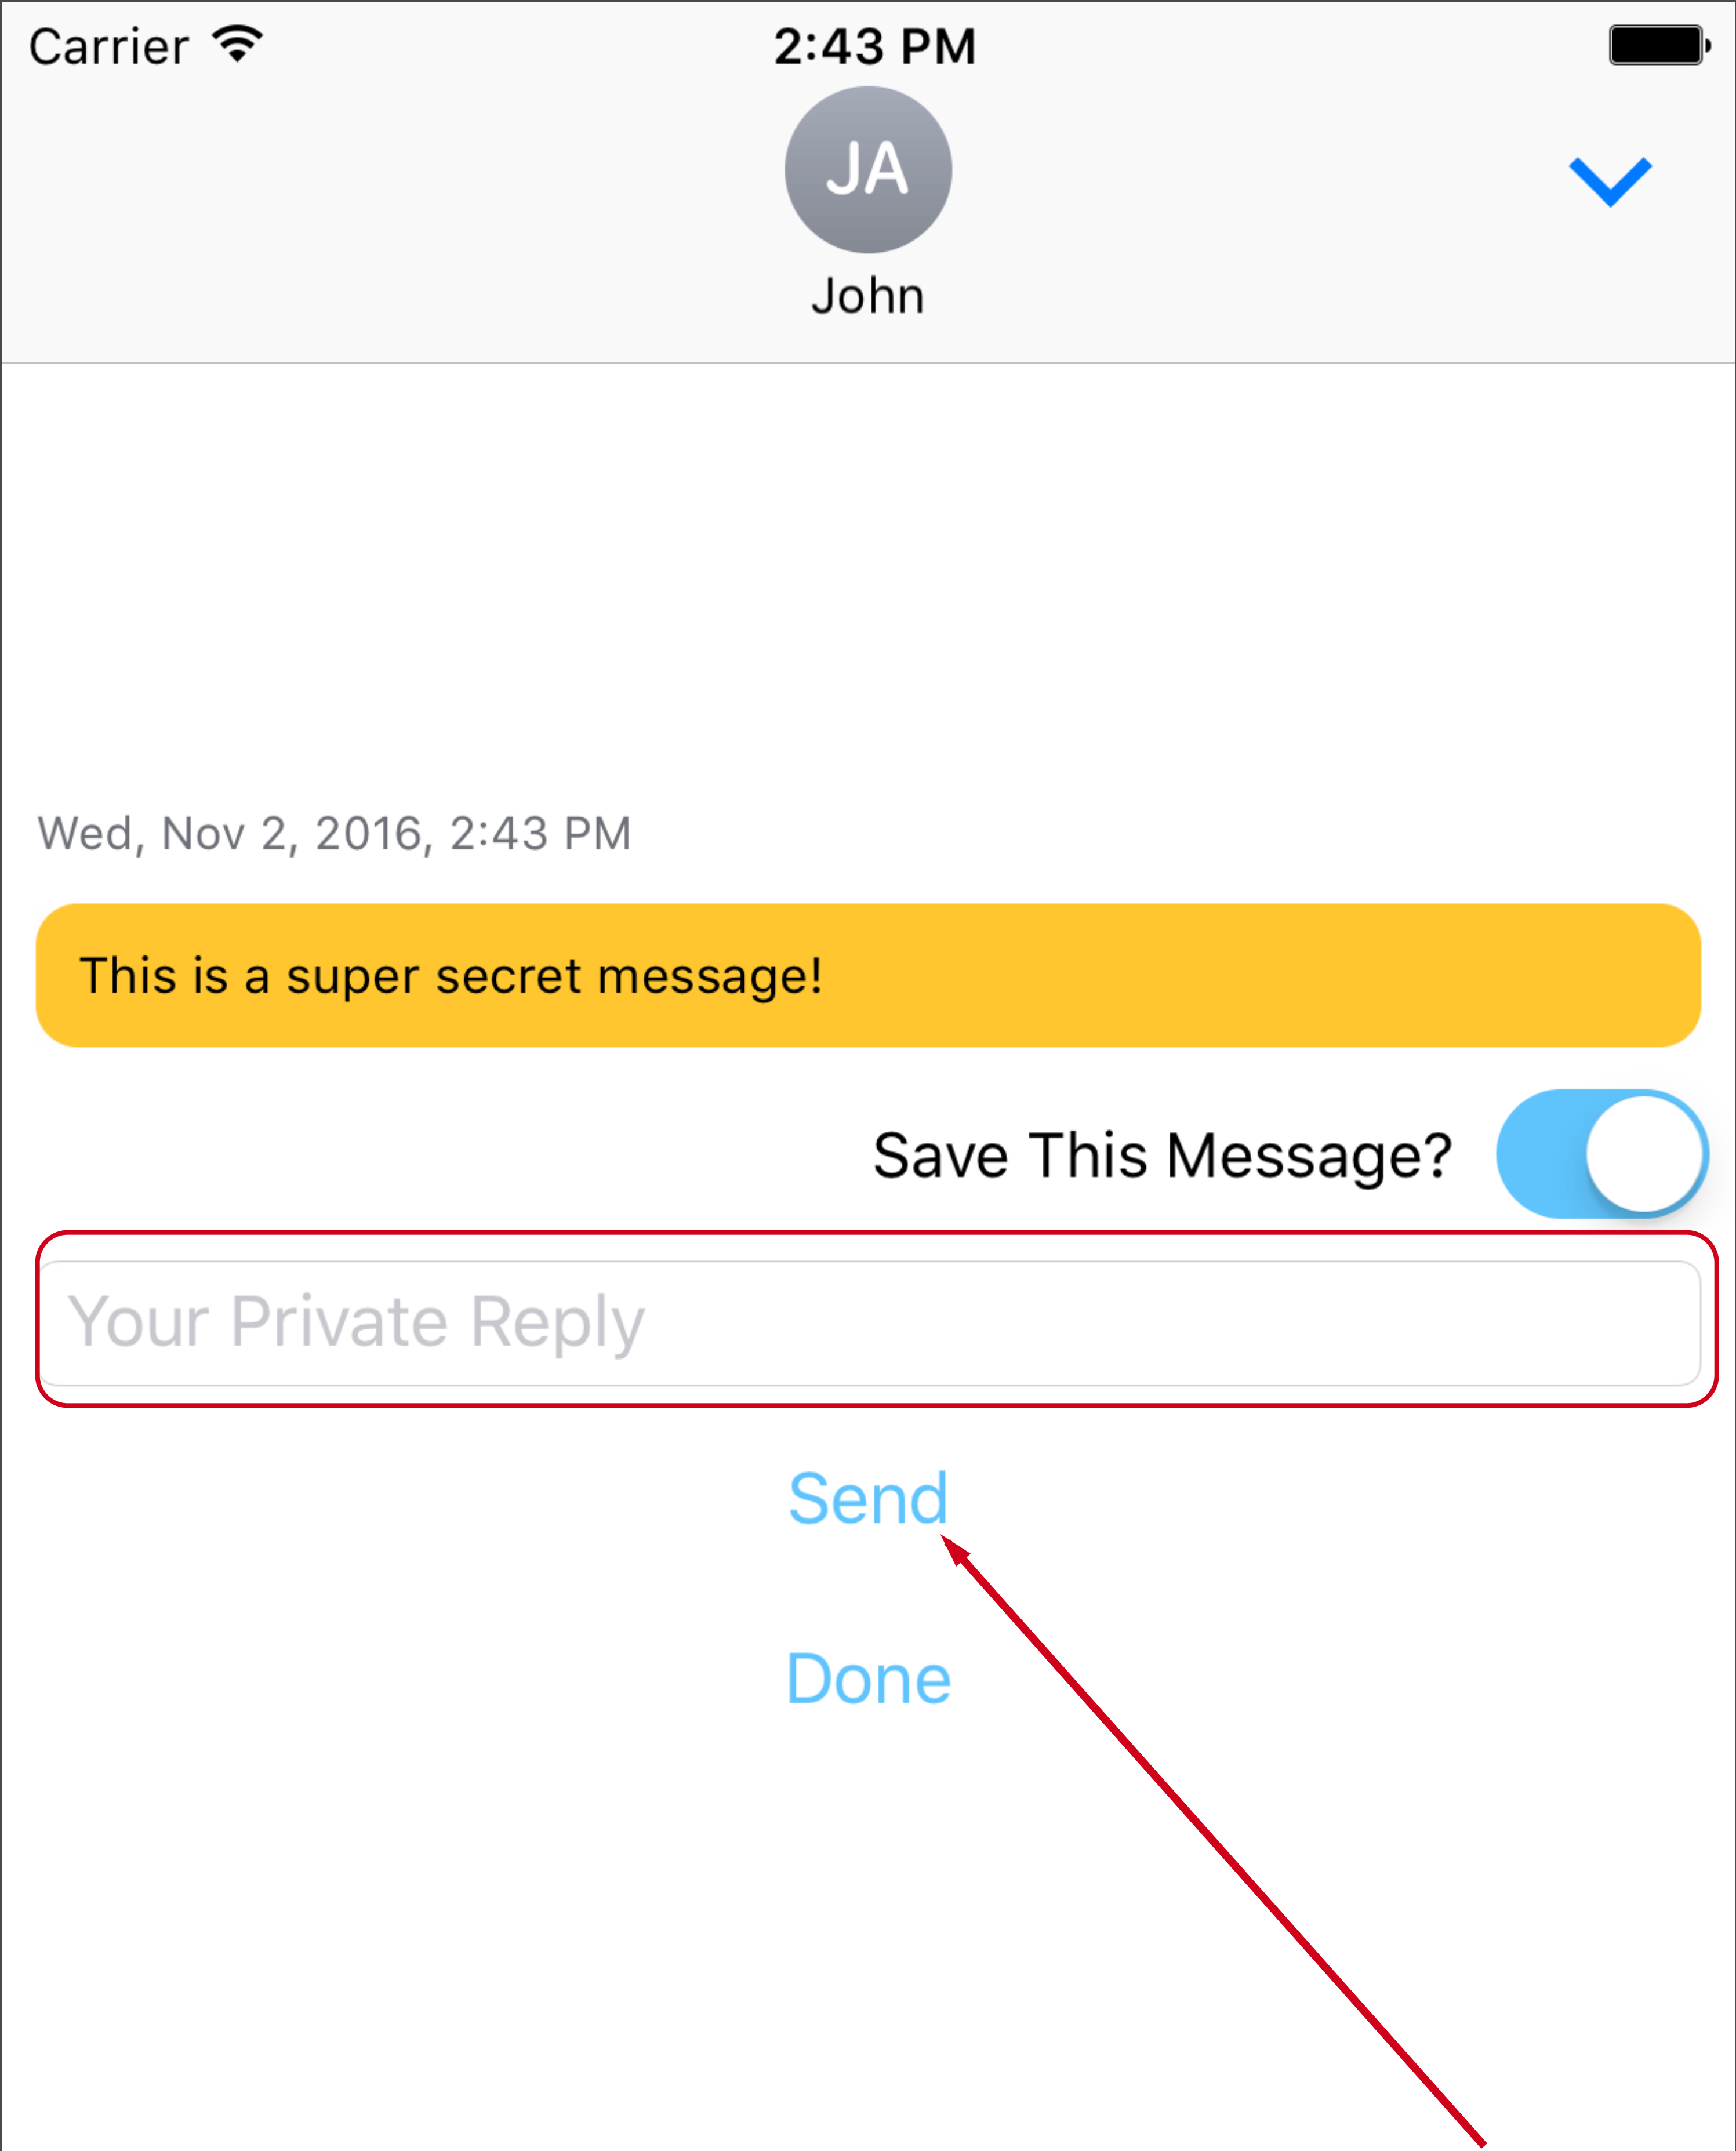 Carrier 2:43 PM
JA
John
Wed, Nov 2, 2016, 2:43 PM
This is a super secret message!
Save This Message?
Your Private Reply
Send
Done